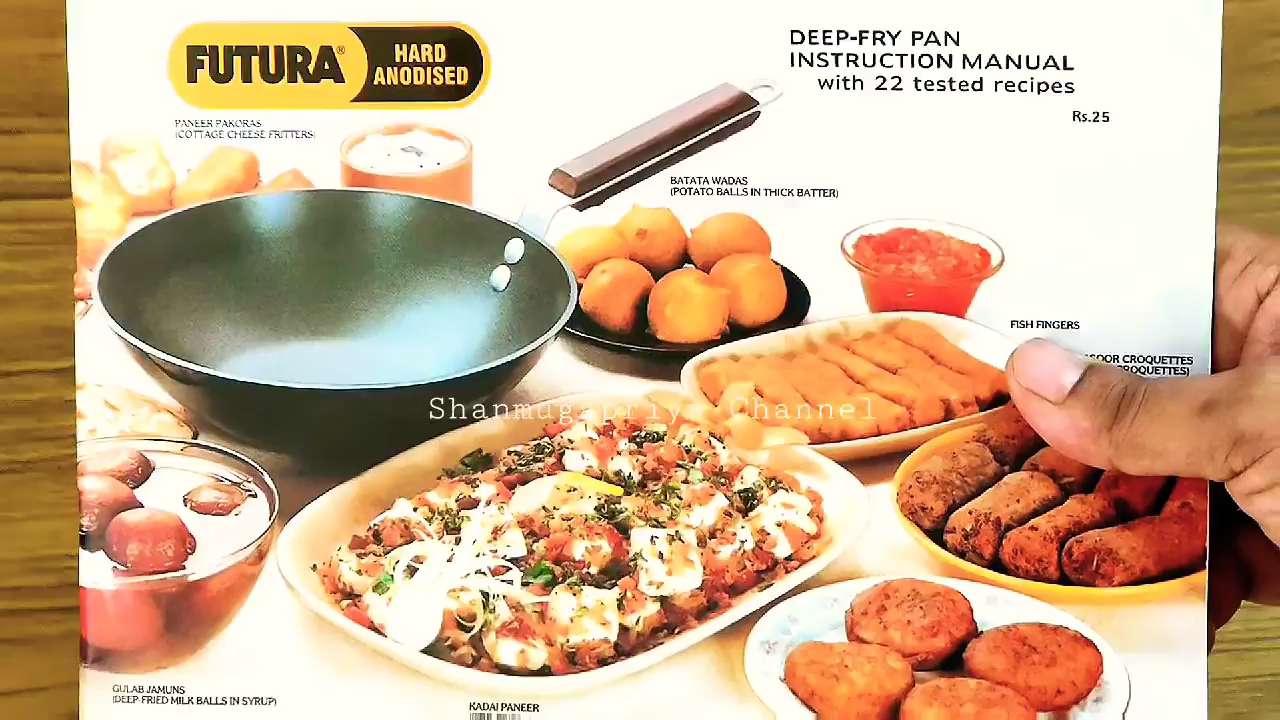 FUTURA®
HARD
ANODISED
DEEP-FRY PAN
INSTRUCTION MANUAL
with 22 tested recipes
Rs.25
PANEER PAKORAS
(COTTAGE CHEESE FRITTERS)
BATATA WADAS
(POTATO BALLS IN THICK BATTER)
FISH FINGERS
CROQUETTES
CROQUETTES)
Shanmugapriya Channel
GULAB JAMUNS
(DEEP-FRIED MILK BALLS IN SYRUP)
KADAI PANEER